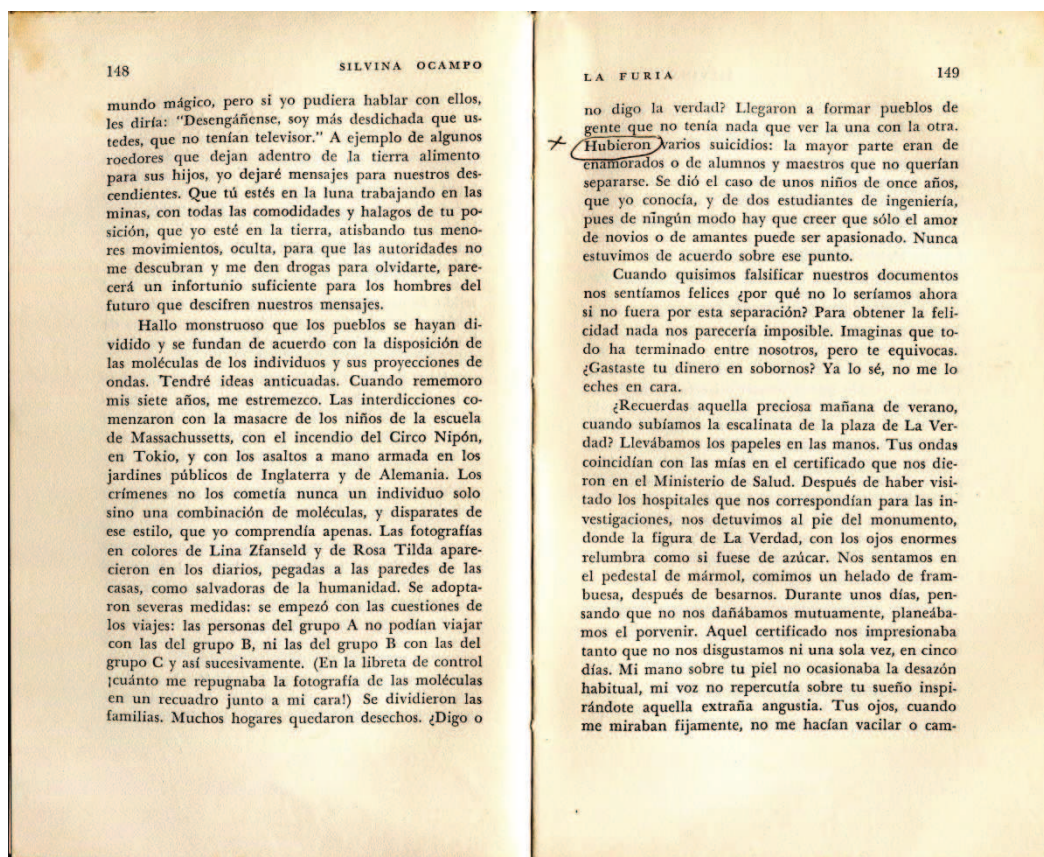 148
SILVINA OCAMPO
mundo mágico, pero si yo pudiera hablar con ellos,
les diría: "Desengáñense, soy más desdichada que us-
tedes, que no tenían televisor." A ejemplo de algunos
roedores que dejan adentro de la tierra alimento
para sus hijos, yo dejaré mensajes para nuestros des-
cendientes. Que tú estés en la luna trabajando en las
minas, con todas las comodidades y halagos de tu po-
sición, que yo esté en la tierra, atisbando tus meno-
res movimientos, oculta, para que las autoridades no
me descubran y me den drogas para olvidarte, pare-
cerá un infortunio suficiente para los hombres del
futuro que descifren nuestros mensajes.
Hallo monstruoso que los pueblos se hayan di-
vidido y se fundan de acuerdo con la disposición de
las moléculas de los individuos y sus proyecciones de
ondas. Tendré ideas anticuadas. Cuando rememoro
mis siete años, me estremezco. Las interdicciones co-
menzaron con la masacre de los niños de la escuela
de Massachussetts, con el incendio del Circo Nipón,
en Tokio, y con los asaltos a mano armada en los
jardines públicos de Inglaterra y de Alemania. Los
crímenes no los cometía nunca un individuo solo
sino una combinación de moléculas, y disparates de
ese estilo, que yo comprendía apenas. Las fotografías
en colores de Lina Zfanseld y de Rosa Tilda apare-
cieron en los diarios, pegadas a las paredes de las
casas, como salvadoras de la humanidad. Se adopta-
ron severas medidas: se empezó con las cuestiones de
los viajes: las personas del grupo A no podían viajar
con las del grupo B, ni las del grupo B con las del
grupo C y así sucesivamente. (En la libreta de control
¡cuánto me repugnaba la fotografía de las moléculas
en un recuadro junto a mi cara!) Se dividieron las
familias. Muchos hogares quedaron desechos. ¿Digo o
LA FURIA
149
no digo la verdad? Llegaron a formar pueblos de
gente que no tenía nada que ver la una con la otra.
Hubieron varios suicidios: la mayor parte eran de
enamorados o de alumnos y maestros que no querían
separarse. Se dió el caso de unos niños de once años,
que yo conocía, y de dos estudiantes de ingeniería,
pues de ningún modo hay que creer que sólo el amor
de novios o de amantes puede ser apasionado. Nunca
estuvimos de acuerdo sobre ese punto.
Cuando quisimos falsificar nuestros documentos
nos sentíamos felices ¿por qué no lo seríamos ahora
si no fuera por esta separación? Para obtener la feli-
cidad nada nos parecería imposible. Imaginas que to-
do ha terminado entre nosotros, pero te equivocas.
¿Gastaste tu dinero en sobornos? Ya lo sé, no me lo
eches en cara.
¿Recuerdas aquella preciosa mañana de verano,
cuando subíamos la escalinata de la plaza de La Ver-
dad? Llevábamos los papeles en las manos. Tus ondas
coincidían con las mías en el certificado que nos die-
ron en el Ministerio de Salud. Después de haber visi-
tado los hospitales que nos correspondían para las in-
vestigaciones, nos detuvimos al pie del monumento,
donde la figura de La Verdad, con los ojos enormes
relumbra como si fuese de azúcar. Nos sentamos en
el pedestal de mármol, comimos un helado de fram-
buesa, después de besarnos. Durante unos días, pen-
sando que no nos dañábamos mutuamente, planeába-
mos el porvenir. Aquel certificado nos impresionaba
tanto que no nos disgustamos ni una sola vez, en cinco
días. Mi mano sobre tu piel no ocasionaba la desazón
habitual, mi voz no repercutía sobre tu sueño inspi-
rándote aquella extraña angustia. Tus ojos, cuando
me miraban fijamente, no me hacían vacilar o cam-